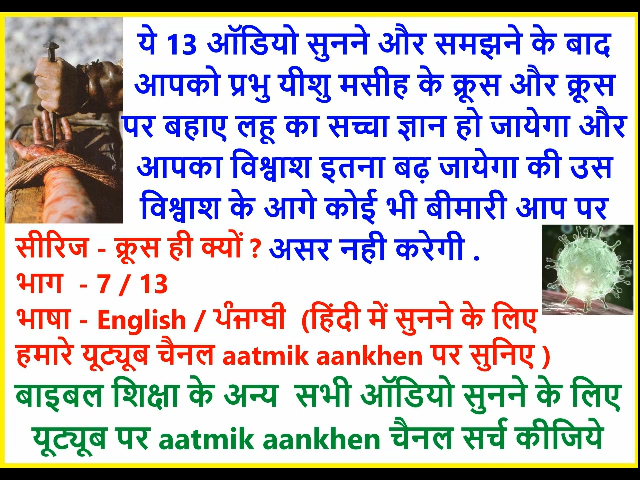 ये 13 ऑडियो सुनने और समझने के बाद
आपको प्रभु यीशु मसीह के क्रूस और क्रूस
पर बहाए लहू का सच्चा ज्ञान हो जायेगा और
आपका विश्वाश इतना बढ़ जायेगा की उस
विश्वाश के आगे कोई भी बीमारी आप पर
सीरिज - क्रूस ही क्यों ? असर नही करेगी .
भाग - 7 / 13
भाषा - English / ਪੰਜਾਬੀ (हिंदी में सुनने के लिए
हमारे यूट्यूब चैनल aatmik aankhen पर सुनिए )
बाइबल शिक्षा के अन्य सभी ऑडियो सुनने के लिए
यूट्यूब पर aatmik aankhen चैनल सर्च कीजिये